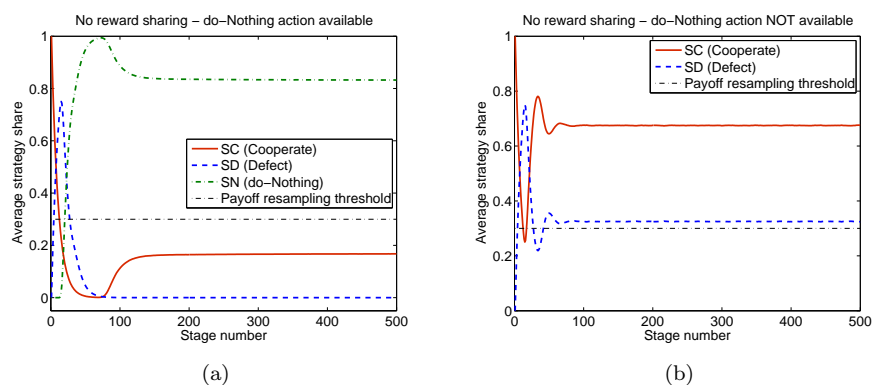 No reward sharing – do–Nothing action available
Average strategy share
1
0.8
0.6
0.4
0.2
0
SC (Cooperate)
SD (Defect)
SN (do–Nothing)
Payoff resampling threshold
0 100 200 300 400 500
Stage number
(a)
No reward sharing – do–Nothing action NOT available
Average strategy share
1
0.8
0.6
0.4
0.2
0
SC (Cooperate)
SD (Defect)
Payoff resampling threshold
0 100 200 300 400 500
Stage number
(b)